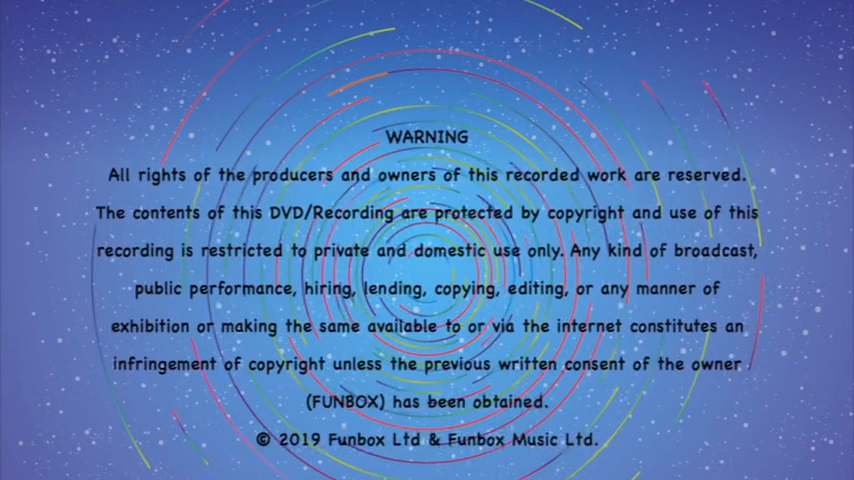 WARNING
All rights of the producers and owners of this recorded work are reserved.
The contents of this DVD/Recording are protected by copyright and use of this
recording is restricted to private and domestic use only. Any kind of broadcast,
public performance, hiring, lending, copying, editing, or any manner of
exhibition or making the same available to or via the internet constitutes an
infringement of copyright unless the previous written consent of the owner
(FUNBOX) has been obtained.
© 2019 Funbox Ltd & Funbox Music Ltd.